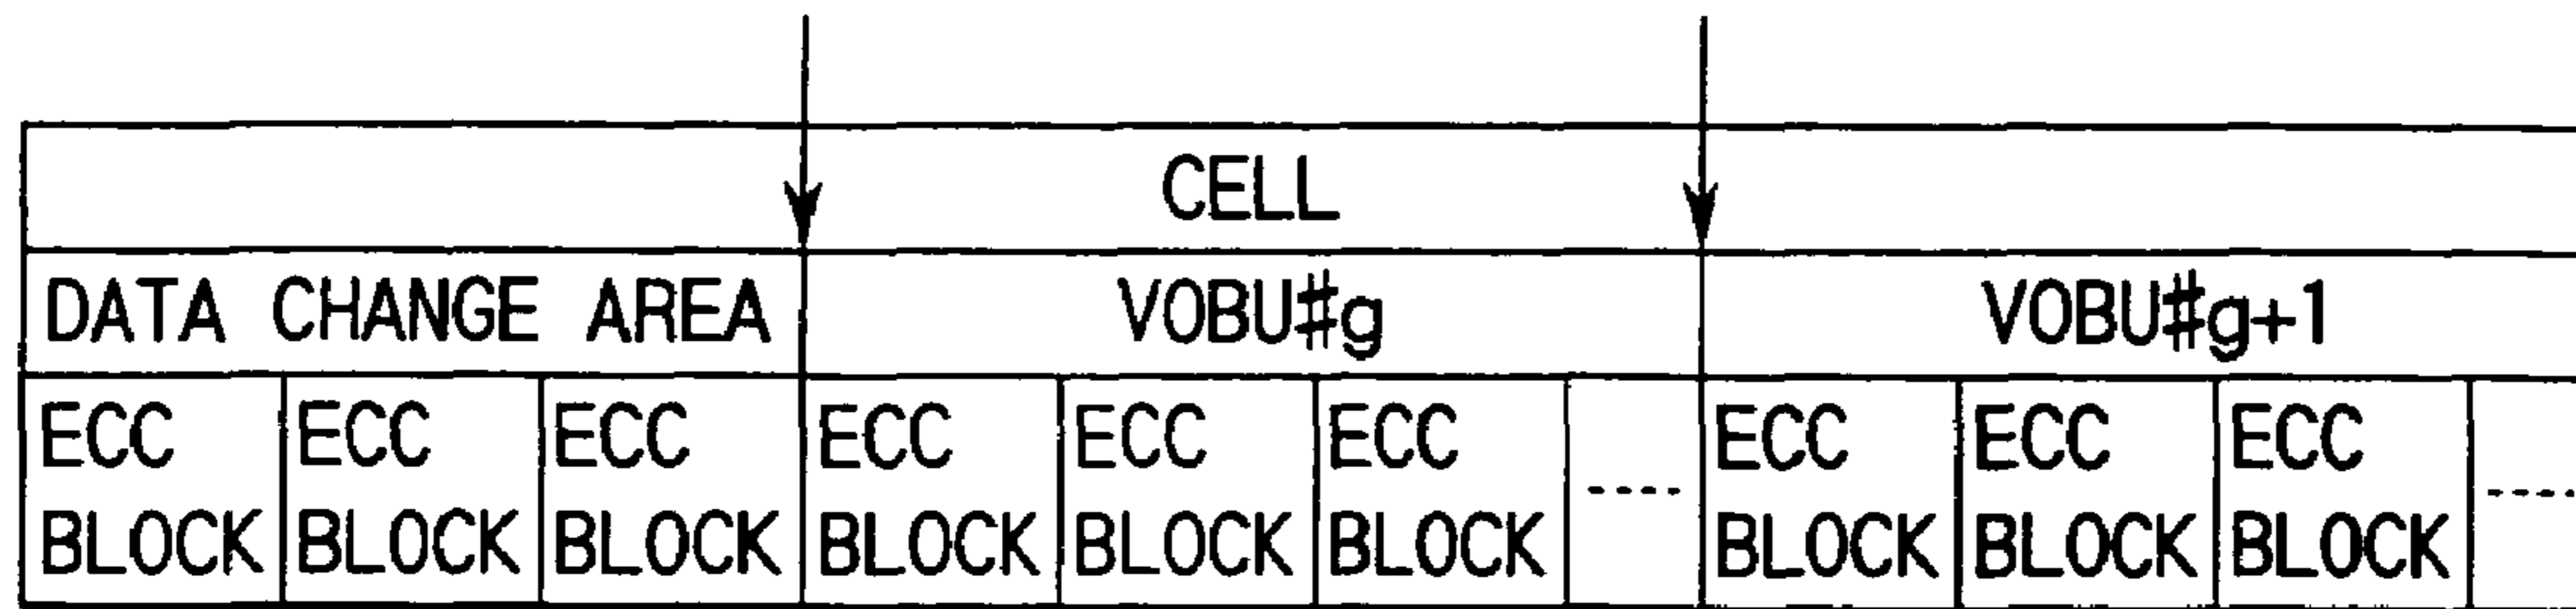 CELL
DATA CHANGE AREA VOBU#g VOBU#g+1
ECC ECC ECC ECC ECC ECC ECC ECC ECC
BLOCK BLOCK BLOCK BLOCK BLOCK BLOCK ---- BLOCK BLOCK BLOCK ----